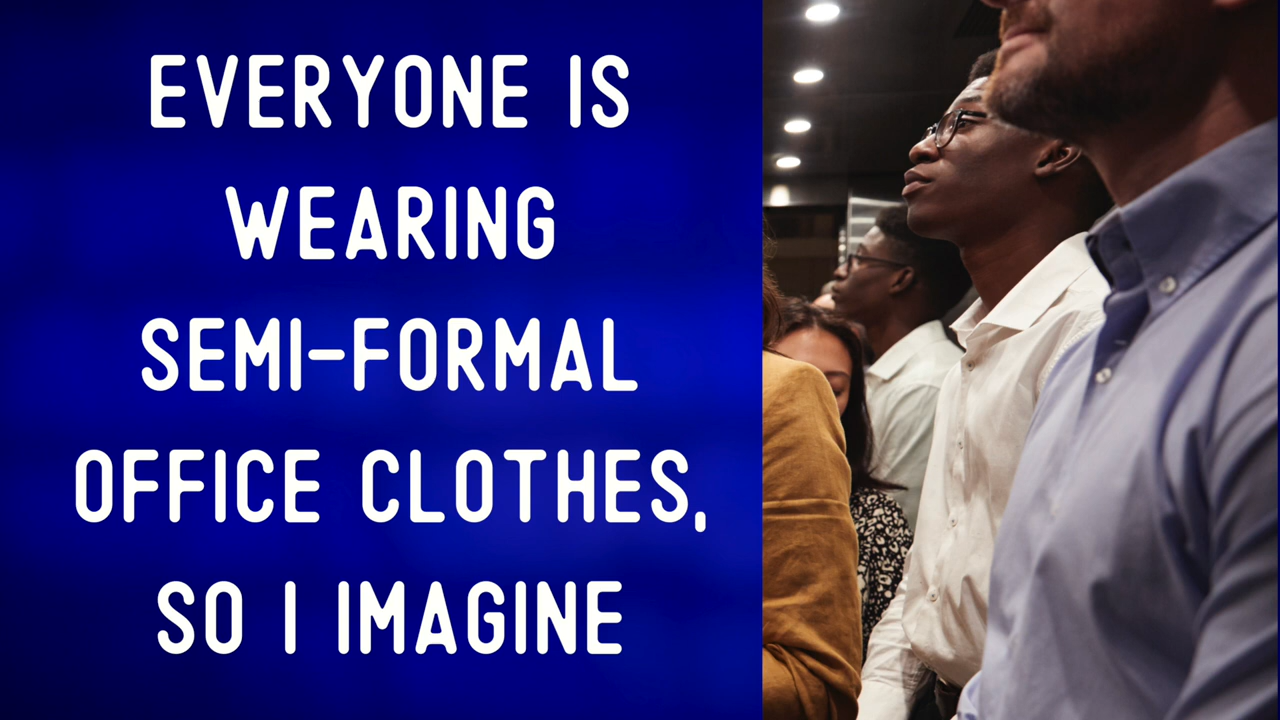 EVERYONE IS
WEARING
SEMI-FORMAL
OFFICE CLOTHES,
SO I IMAGINE